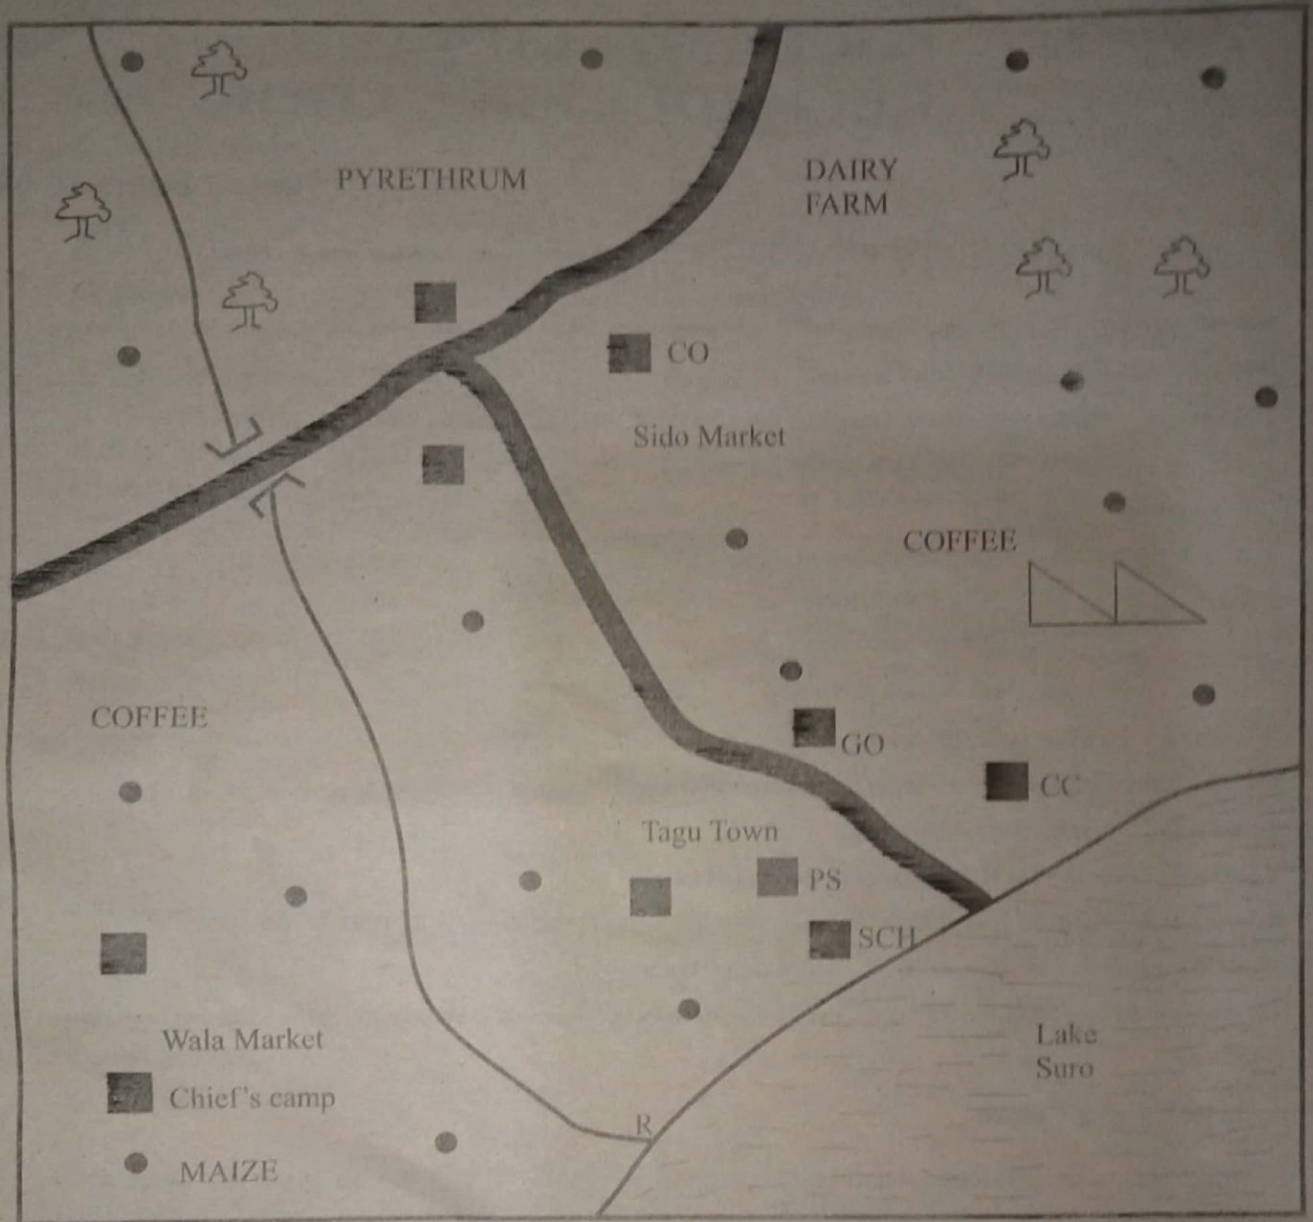 PYRETHRUM
DAIRY
FARM
CO
Sido Market
COFFEE
COFFEE
GO
CC
Tagu Town
PS
SCH
Wala Market
Lake
Suro
Chief's camp
R
MAIZE